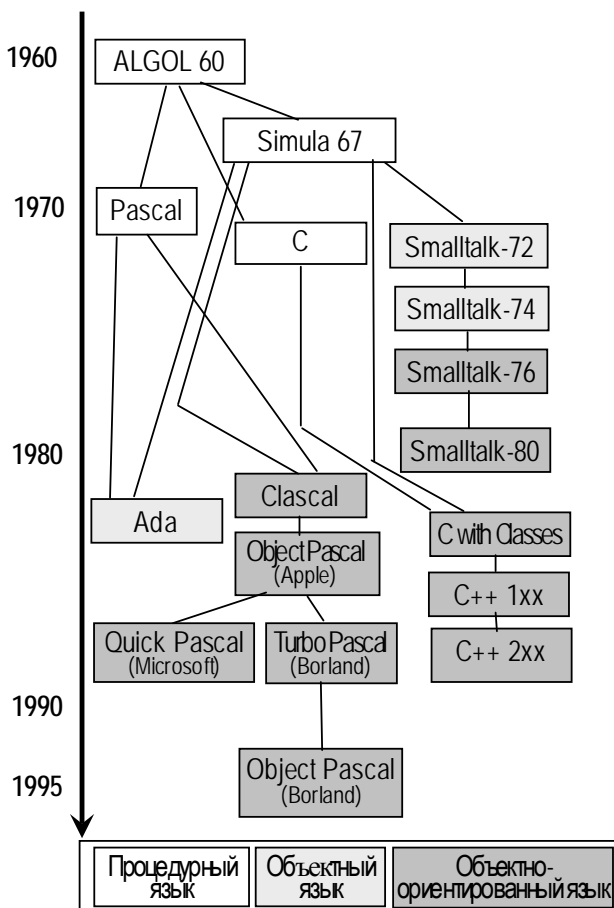 1960
ALGOL 60
Simula 67
1970
Pascal
C
Smalltalk-72
Smalltalk-74
Smalltalk-76
1980
Smalltalk-80
Clascal
Ada
C with Classes
Object Pascal
(Apple)
C++ 1xx
Quick Pascal
(Microsoft)
Turbo Pascal
(Borland)
C++ 2xx
1990
1995
Object Pascal
(Borland)
Процедурный
язык
Объектный
язык
Объектно-
ориентированный язык